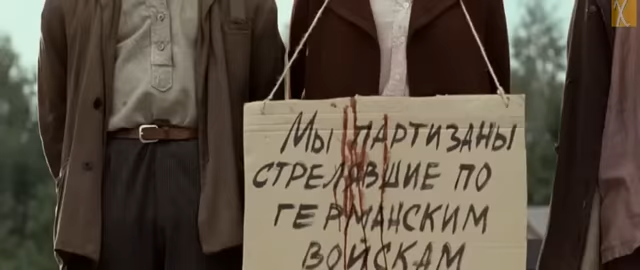 Мы партизаны
стрелявшие по
германским
войскам